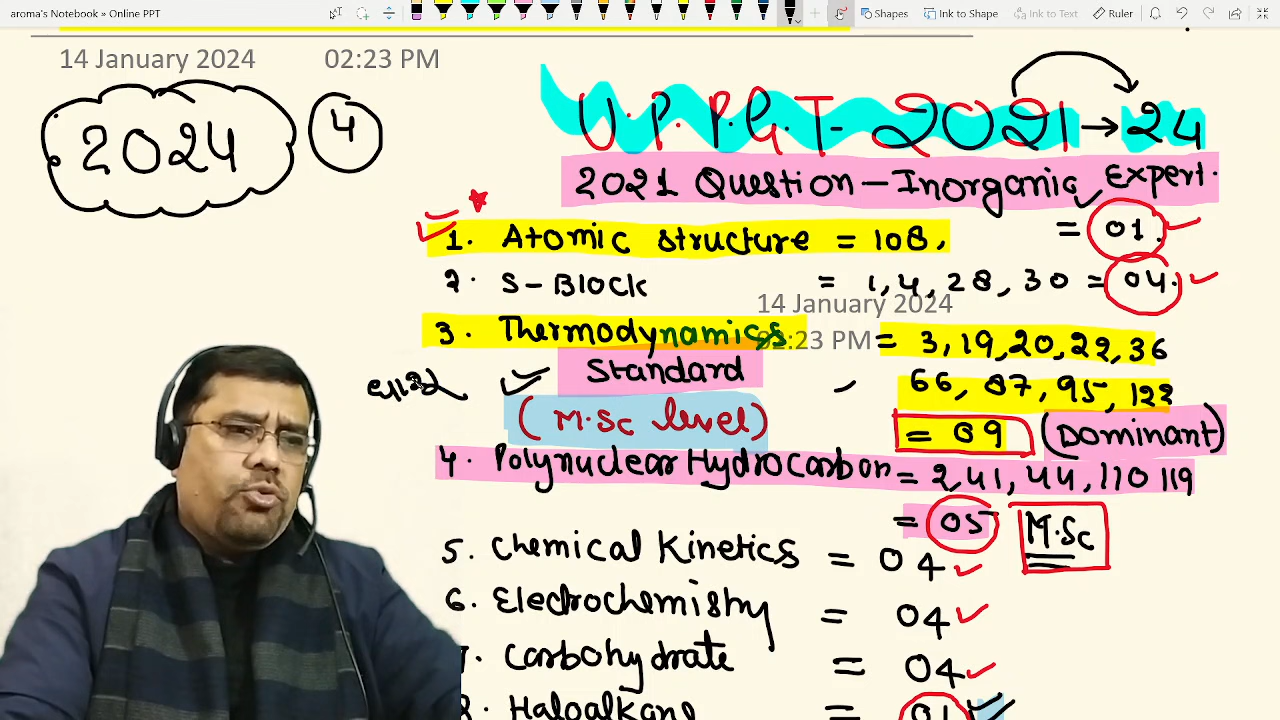 aroma's Notebook » Online PPT
Shapes Ink to Shape Ink to Text Ruler
14 January 2024 02:23 PM
2024 4
U.P. P.G.T- 2021 → 24
2021 Question - Inorganic Expert.
1. Atomic structure = 108, = 01.
2. S-Block = 1, 4, 28, 30 = 04.
14 January 2024
02:23 PM
3. Thermodynamics = 3, 19, 20, 22, 36
Standard 66, 87, 95, 123
(M.Sc level) = 09 (Dominant)
4. Polynuclear Hydrocarbon = 2, 41, 44, 110 119
= 05 M.Sc
5. Chemical Kinetics = 04
6. Electrochemistry = 04
7. Carbohydrate = 04
8. Haloalkane = 01